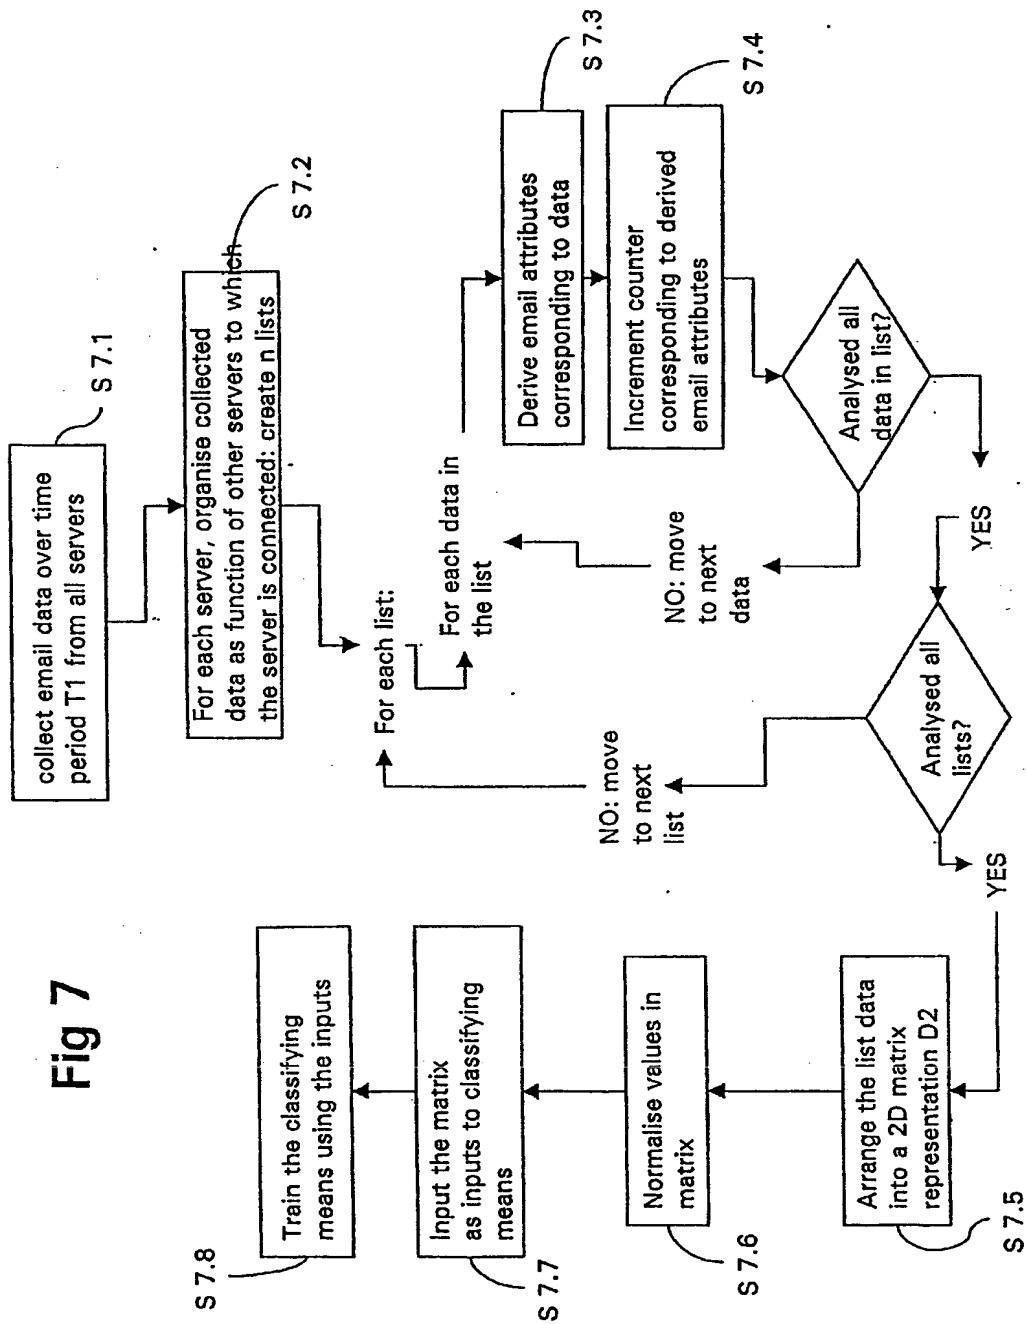 Fig 7
collect email data over time
period T1 from all servers
S 7.1
For each server, organise collected
data as function of other servers to which
the server is connected: create n lists
S 7.2
For each list:
For each data in
the list
Derive email attributes
corresponding to data
S 7.3
Increment counter
corresponding to derived
email attributes
S 7.4
Analysed all
data in list?
NO: move
to next
data
YES
Analysed all
lists?
NO: move
to next
list
YES
Arrange the list data
into a 2D matrix
representation D2
S 7.5
Normalise values in
matrix
S 7.6
Input the matrix
as inputs to classifying
means
S 7.7
Train the classifying
means using the inputs
S 7.8